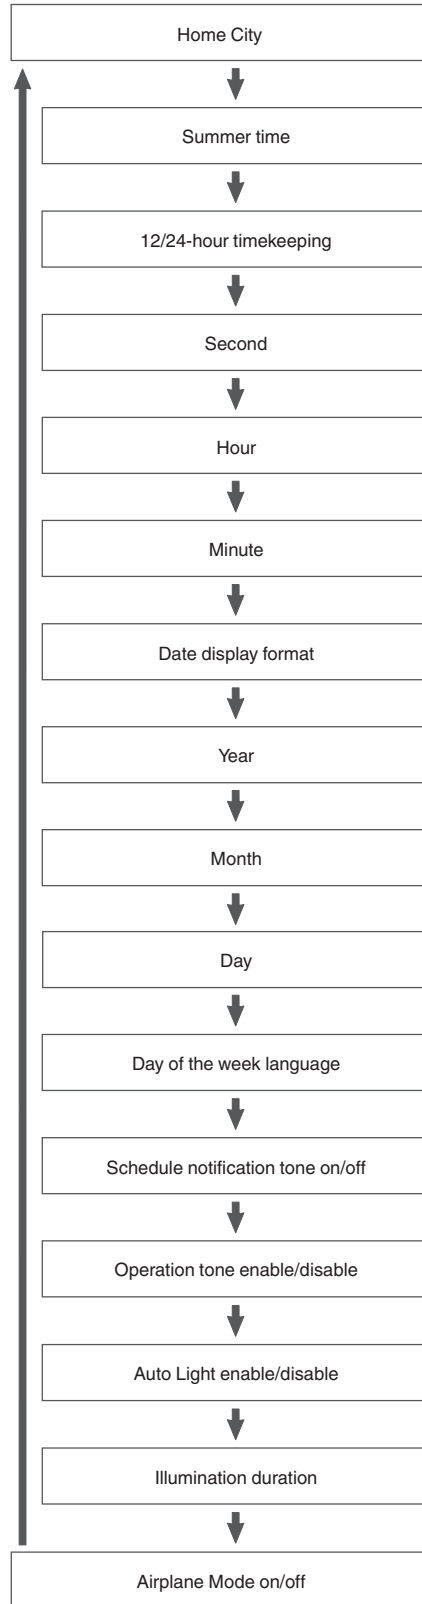 Home City
Summer time
12/24-hour timekeeping
Second
Hour
Minute
Date display format
Year
Month
Day
Day of the week language
Schedule notification tone on/off
Operation tone enable/disable
Auto Light enable/disable
Illumination duration
Airplane Mode on/off